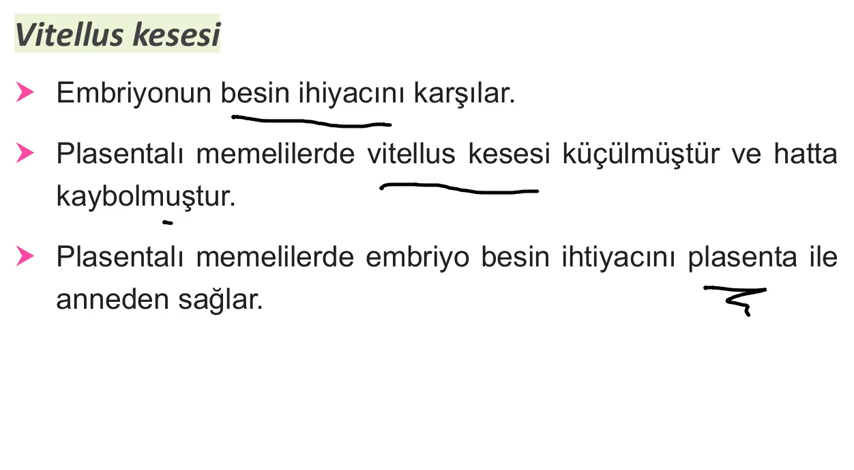 Vitellus kesesi
Embriyonun besin ihiyacını karşılar.
Plasentalı memelilerde vitellus kesesi küçülmüştür ve hatta
kaybolmuştur.
Plasentalı memelilerde embriyo besin ihtiyacını plasenta ile
anneden sağlar.